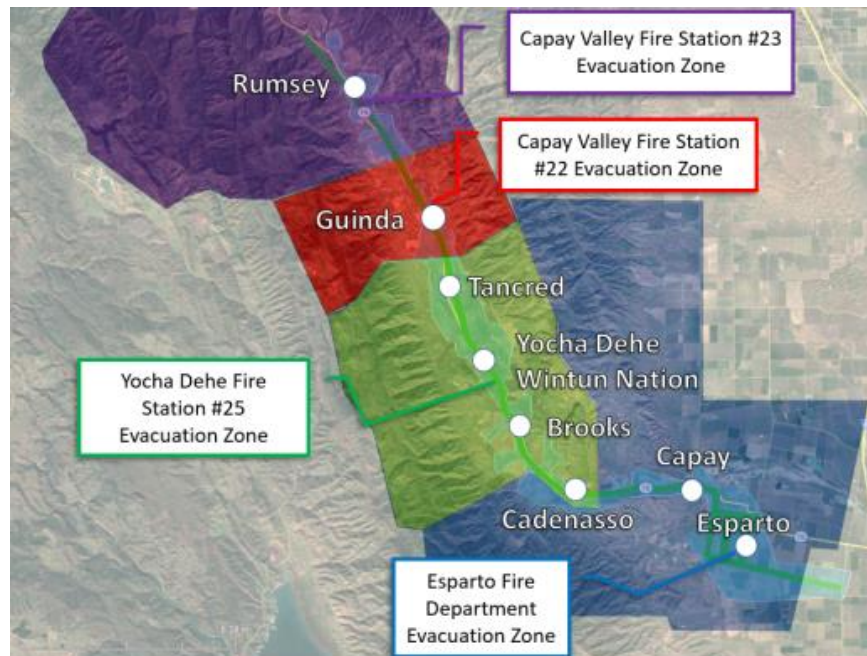 Capay Valley Fire Station #23
Evacuation Zone
Rumsey
Capay Valley Fire Station
#22 Evacuation Zone
Guinda
Tancred
Yocha Dehe
Wintun Nation
Yocha Dehe Fire
Station #25
Evacuation Zone
Brooks
Capay
Cadenasso
Esparto
Esparto Fire
Department
Evacuation Zone